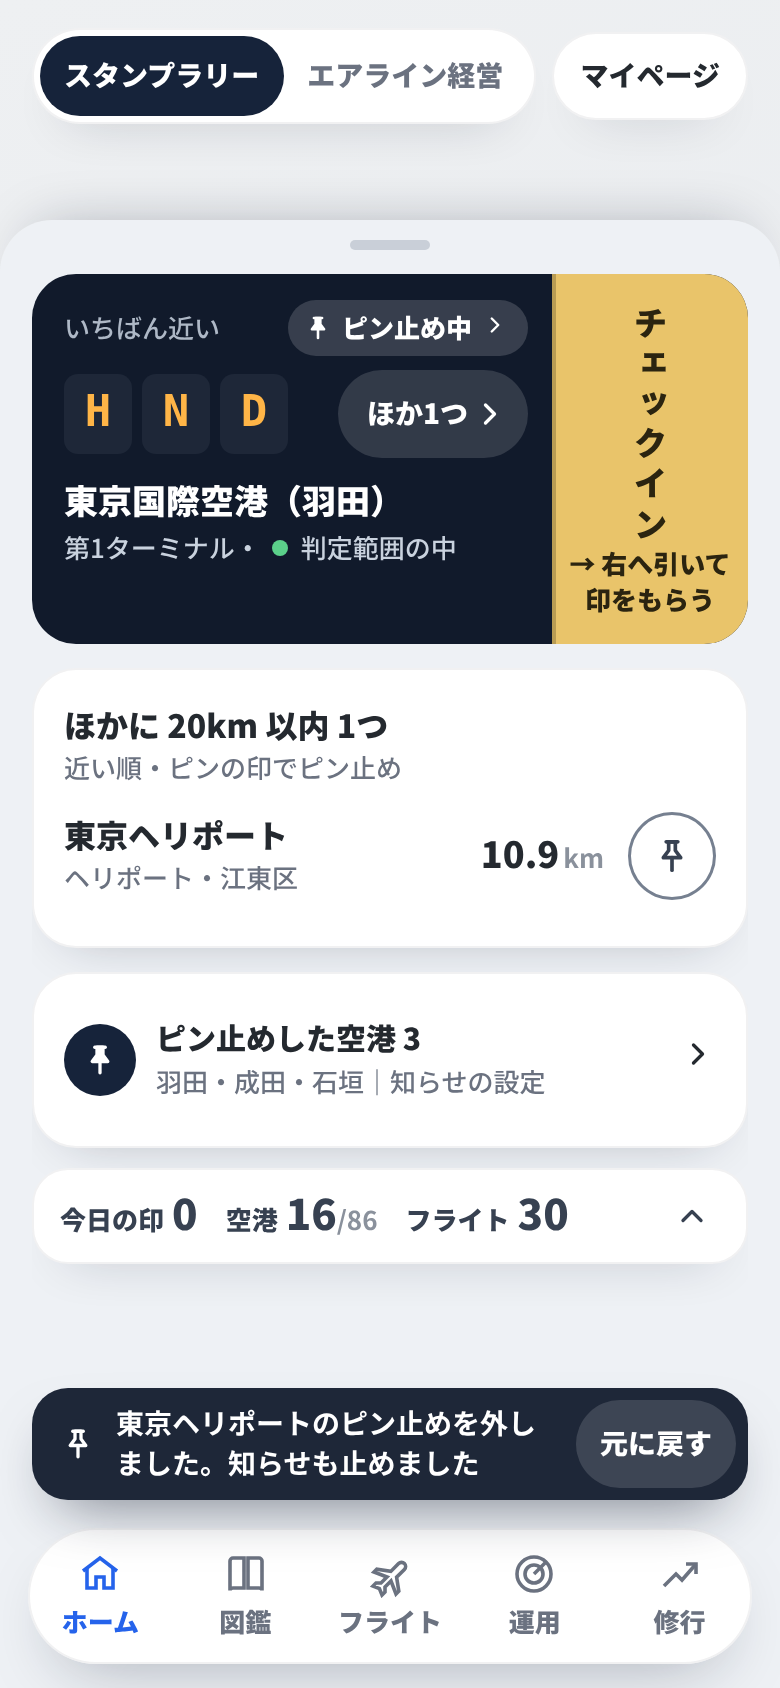 スタンプラリー エアライン経営 マイページ
いちばん近い ピン止め中
H N D ほか1つ
東京国際空港（羽田）
第1ターミナル・ 判定範囲の中
チェックイン
→ 右へ引いて
印をもらう
ほかに 20km 以内 1つ
近い順・ピンの印でピン止め
東京ヘリポート
ヘリポート・江東区
10.9 km
ピン止めした空港 3
羽田・成田・石垣｜知らせの設定
今日の印 0 空港 16/86 フライト 30
東京ヘリポートのピン止めを外し
ました。知らせも止めました
元に戻す
ホーム 図鑑 フライト 運用 修行